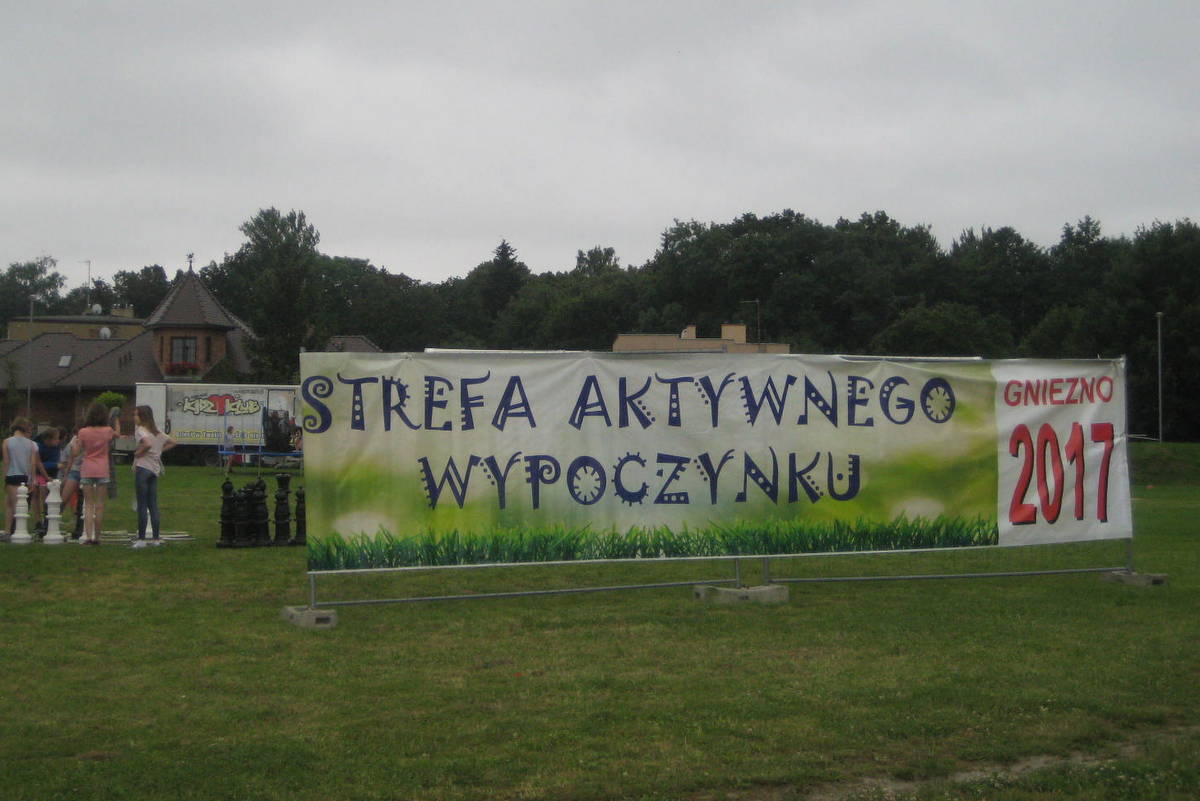 STREFA AKTYWNEGO
WYPOCZYNKU
GNIEZNO
2017